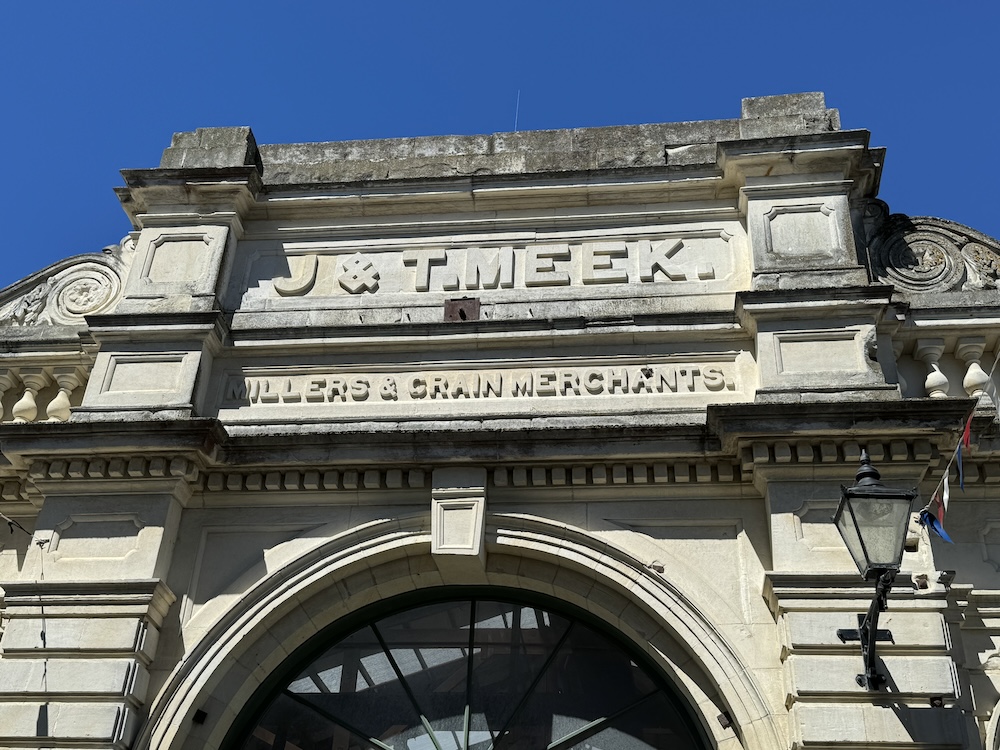 J & T. MEEK.
MILLERS & GRAIN MERCHANTS.